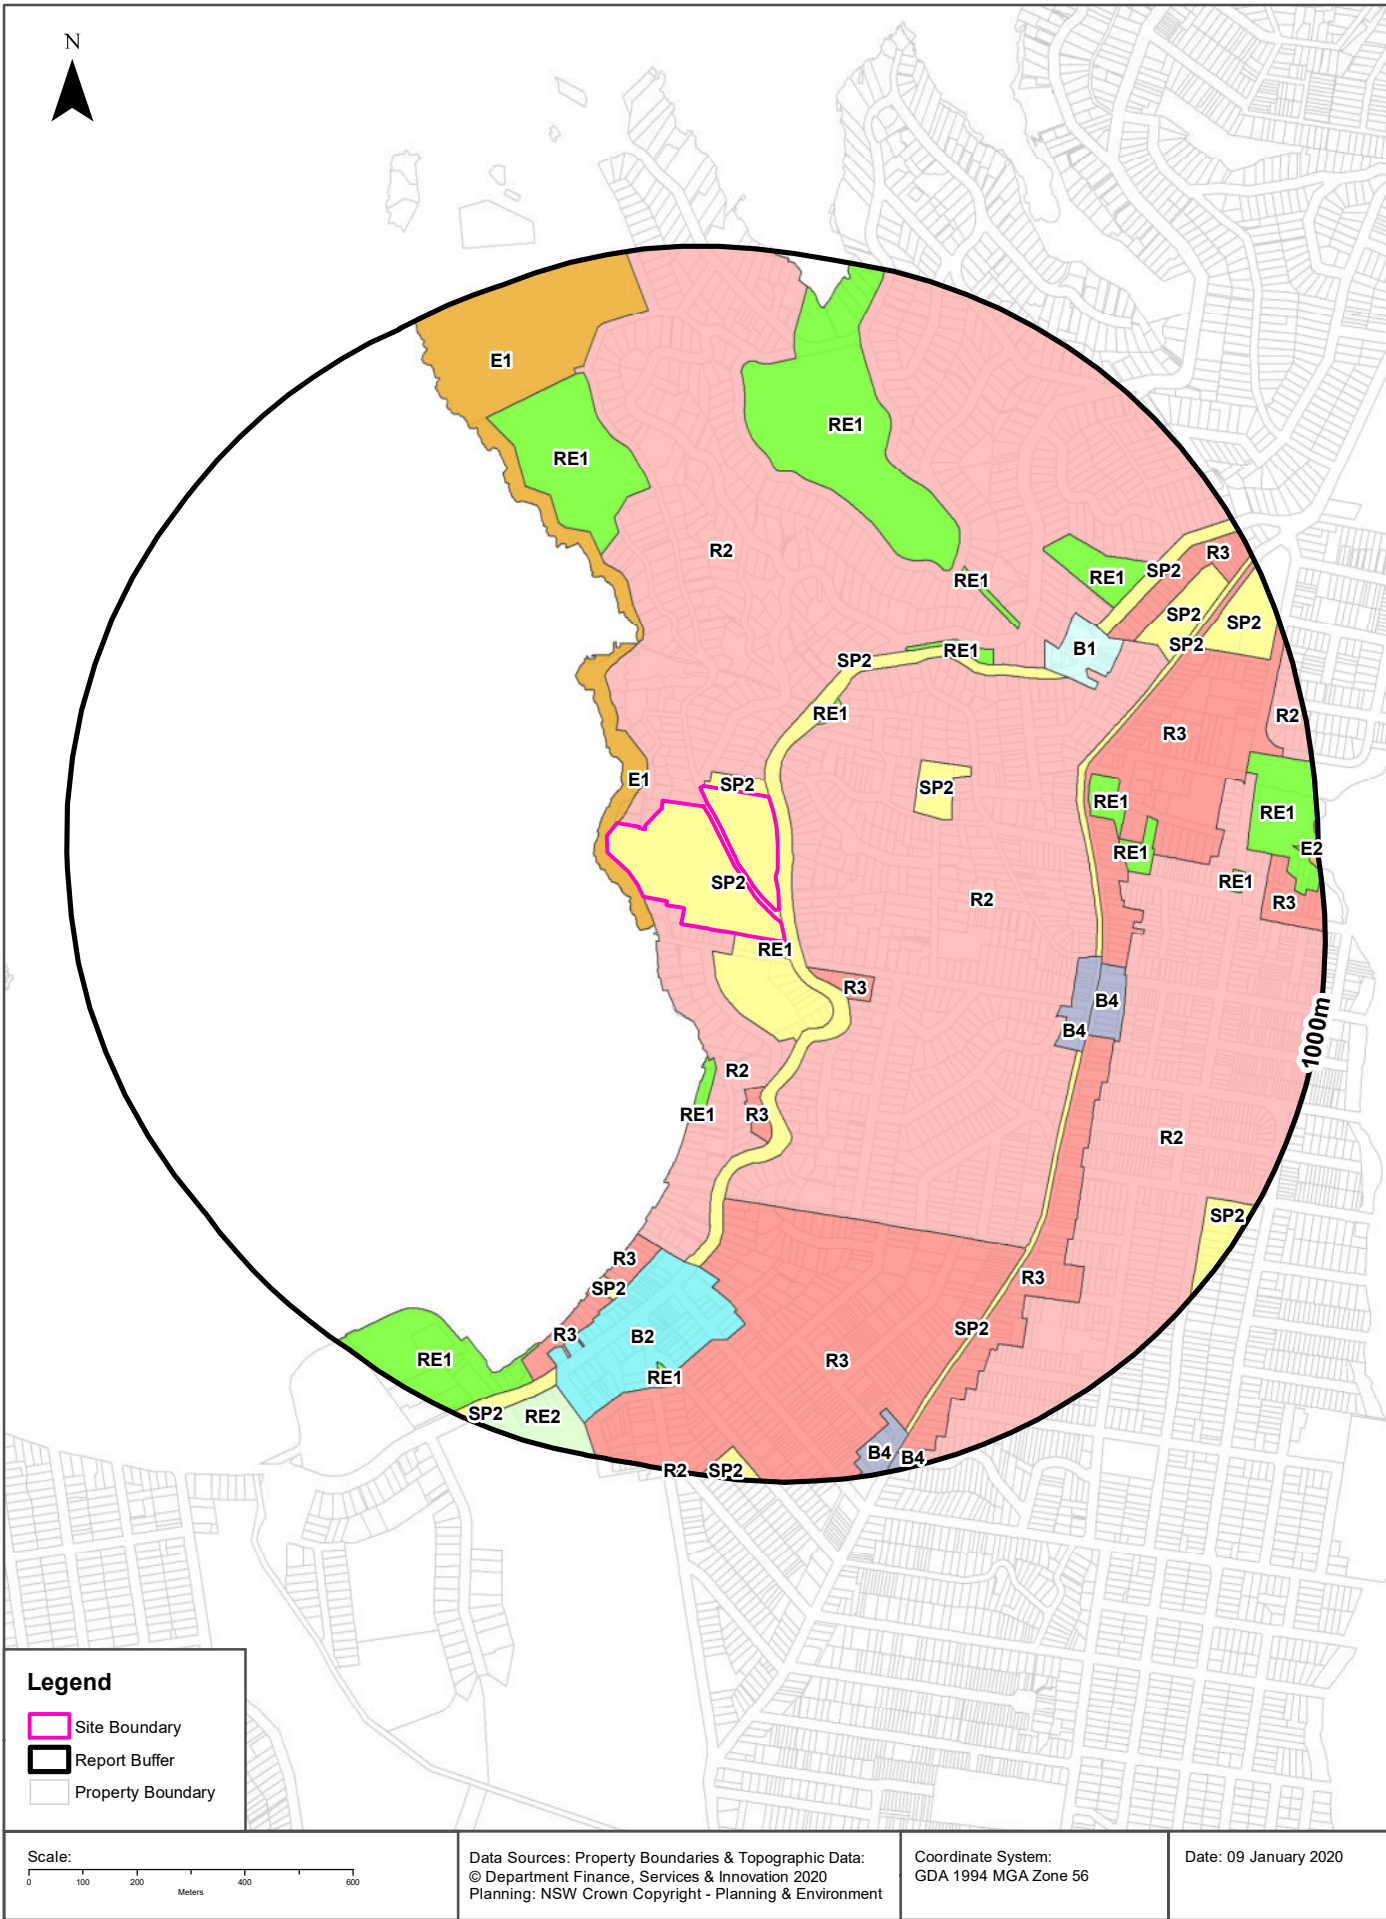 N
E1
RE1
RE1
R2
RE1
RE1
SP2
R3
SP2
SP2
SP2
B1
RE1
SP2
RE1
R2
R3
E1
SP2
SP2
RE1
RE1
RE1
E2
SP2
RE1
R3
R2
RE1
R3
B4
B4
1000m
R2
RE1
R3
R2
SP2
R3
SP2
R3
R3
B2
SP2
RE1
R3
RE1
SP2
RE2
B4
B4
R2
SP2
Legend
Site Boundary
Report Buffer
Property Boundary
Scale:
0 100 200 400 600
Meters
Data Sources: Property Boundaries & Topographic Data:
© Department Finance, Services & Innovation 2020
Planning: NSW Crown Copyright - Planning & Environment
Coordinate System:
GDA 1994 MGA Zone 56
Date: 09 January 2020